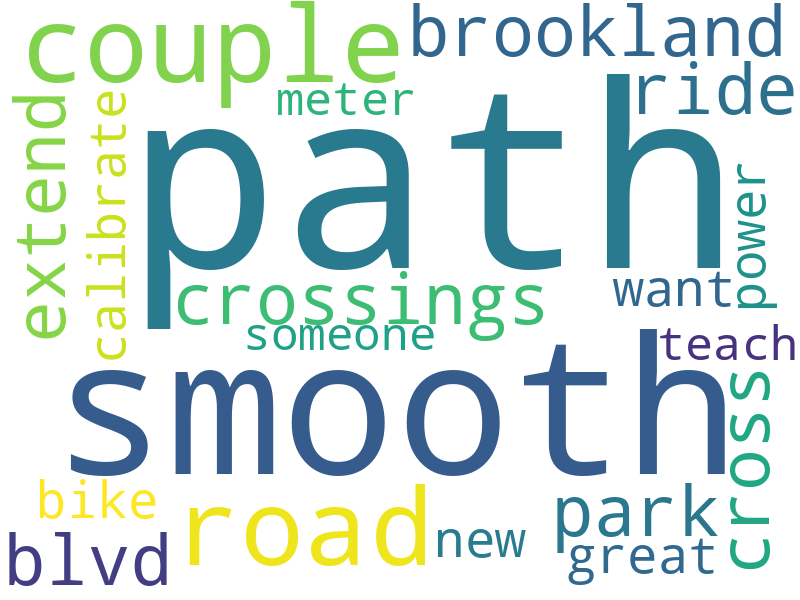 couple
brookland
ride
meter
extend
calibrate
path
power
crossings
want
someone
teach
smooth
cross
bike
road
park
blvd
new
great